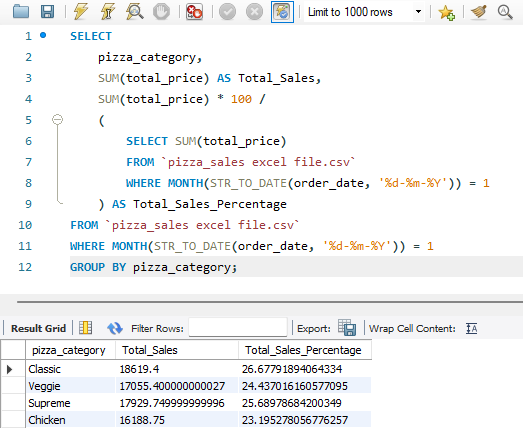 Limit to 1000 rows
1 SELECT
2 pizza_category,
3 SUM(total_price) AS Total_Sales,
4 SUM(total_price) * 100 /
5 (
6 SELECT SUM(total_price)
7 FROM `pizza_sales excel file.csv`
8 WHERE MONTH(STR_TO_DATE(order_date, '%d-%m-%Y')) = 1
9 ) AS Total_Sales_Percentage
10 FROM `pizza_sales excel file.csv`
11 WHERE MONTH(STR_TO_DATE(order_date, '%d-%m-%Y')) = 1
12 GROUP BY pizza_category;
Result Grid Filter Rows: Export: Wrap Cell Content: IA
pizza_category Total_Sales Total_Sales_Percentage
Classic 18619.4 26.67791894064334
Veggie 17055.400000000027 24.437016160577095
Supreme 17929.749999999996 25.68978684200349
Chicken 16188.75 23.195278056776257